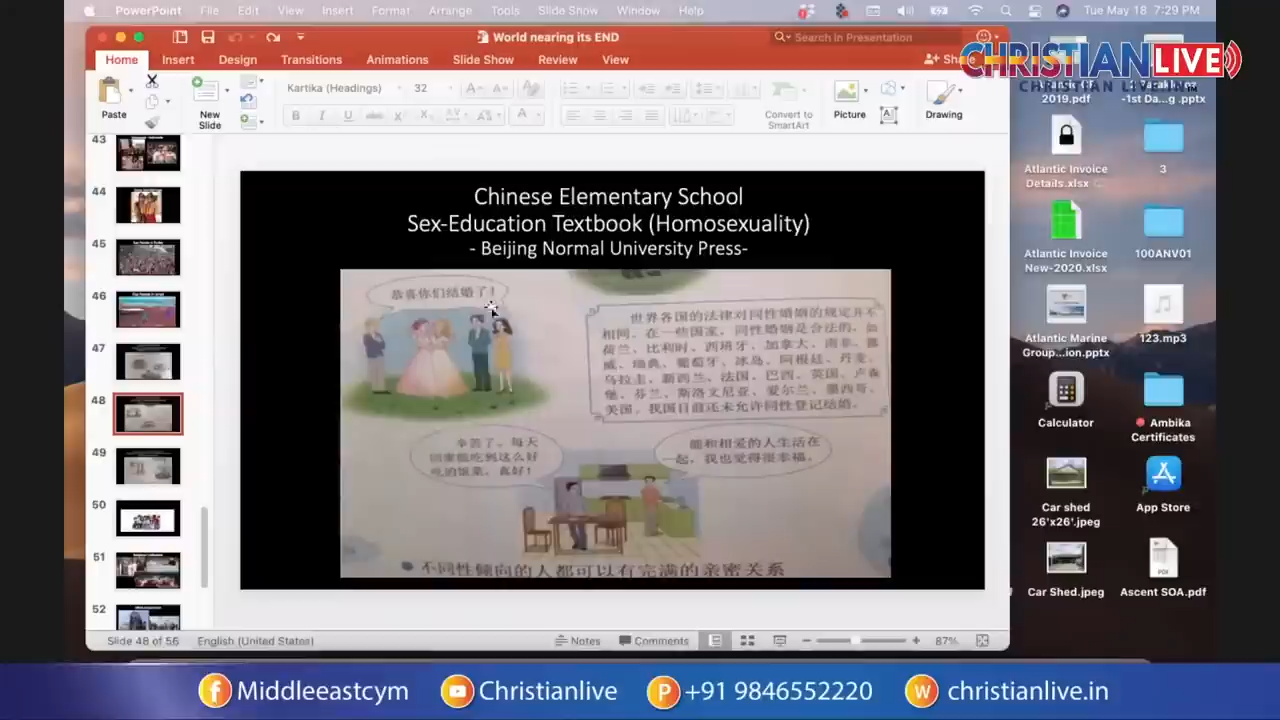 PowerPoint File Edit View Insert Format Arrange Tools Slide Show Window Help
Tue May 18 7:29 PM
World nearing its END
Search in Presentation
Home Insert Design Transitions Animations Slide Show Review View
Share
CHRISTIAN LIVE
CHRISTIAN LIVING
Paste
New
Slide
Kartika (Headings)
32
Convert to
SmartArt
Picture
Drawing
2019.pdf
-1st Da...g .pptx
43
44
45
46
47
48
49
50
51
52
Chinese Elementary School
Sex-Education Textbook (Homosexuality)
- Beijing Normal University Press-
恭喜你们结婚了!
世界各国的法律对同性婚姻的规定并不
相同。在一些国家,同性婚姻是合法的,如
荷兰、比利时、西班牙、加拿大、南非、挪
威、瑞典、葡萄牙、冰岛、阿根廷、丹麦、
乌拉圭、新西兰、法国、巴西、英国、卢森
堡、芬兰、斯洛文尼亚、爱尔兰、墨西哥、
美国。我国目前还未允许同性登记结婚。
辛苦了,每天
回家能吃到这么好
吃的饭菜,真好!
能和相爱的人生活在
一起,我也觉得很幸福。
不同性倾向的人都可以有完满的亲密关系
Atlantic Invoice
Details.xlsx
3
Atlantic Invoice
New-2020.xlsx
100ANV01
Atlantic Marine
Group...ion.pptx
123.mp3
Calculator
Ambika
Certificates
Car shed
26'x26'.jpeg
App Store
Car Shed.jpeg
PDF
Ascent SOA.pdf
Slide 48 of 56
English (United States)
Notes
Comments
87%
Middleeastcym
Christianlive
+91 9846552220
christianlive.in